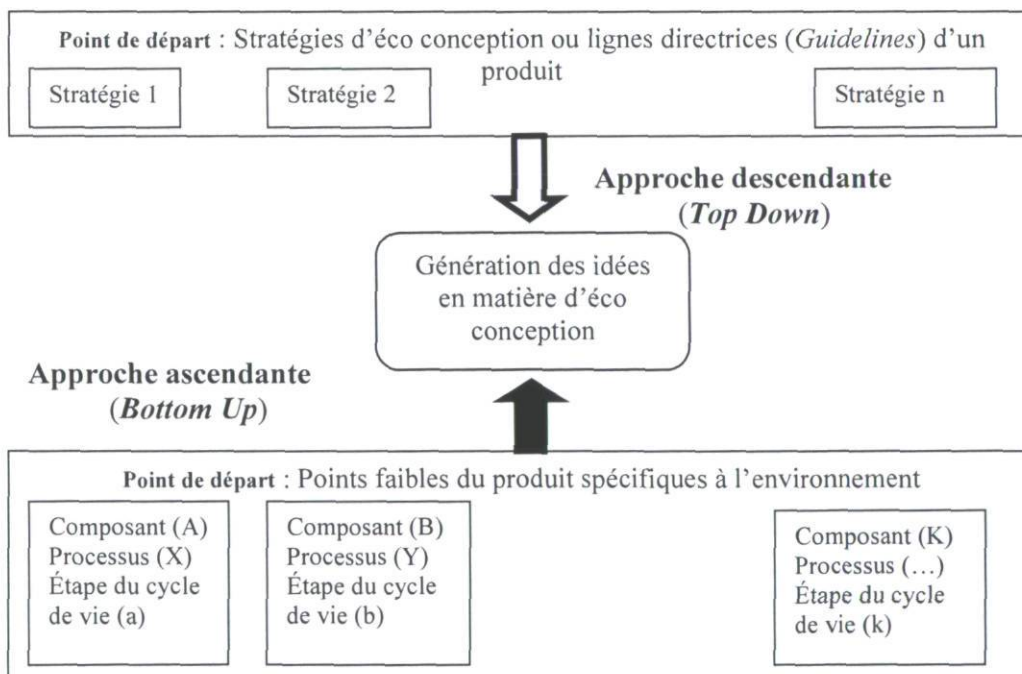 Point de départ : Stratégies d'éco conception ou lignes directrices (Guidelines) d'un
produit
Stratégie 1
Stratégie 2
Stratégie n
Approche descendante
(Top Down)
Génération des idées
en matière d'éco
conception
Approche ascendante
(Bottom Up)
Point de départ : Points faibles du produit spécifiques à l'environnement
Composant (A)
Processus (X)
Étape du cycle
de vie (a)
Composant (B)
Processus (Y)
Étape du cycle
de vie (b)
Composant (K)
Processus (…)
Étape du cycle
de vie (k)